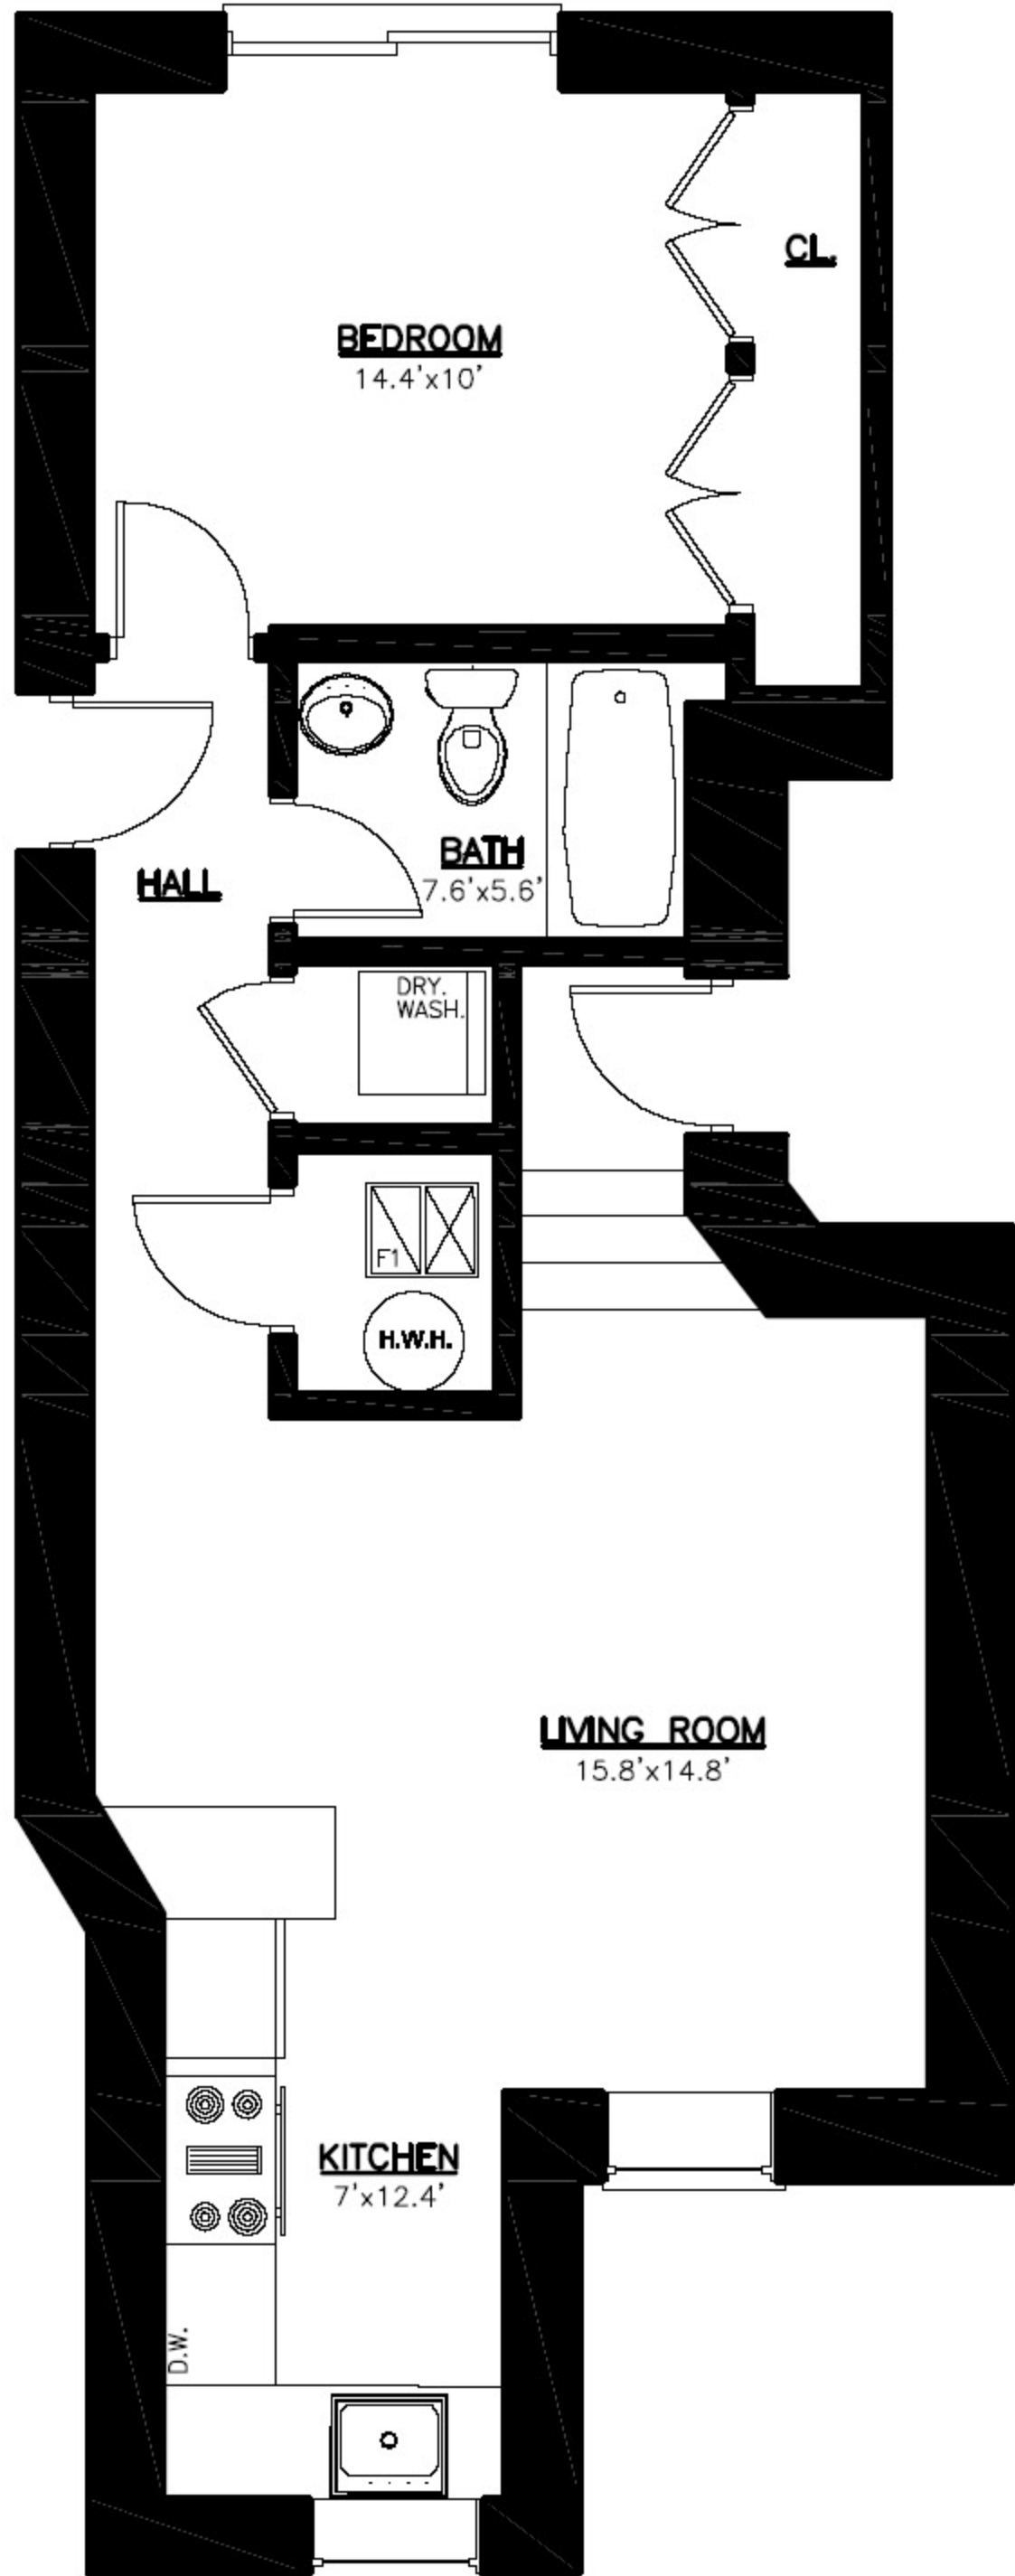 CL.
BEDROOM
14.4'x10'
BATH
7.6'x5.6'
HALL
DRY.
WASH.
F1
H.W.H.
LIVING ROOM
15.8'x14.8'
KITCHEN
7'x12.4'
D.W.